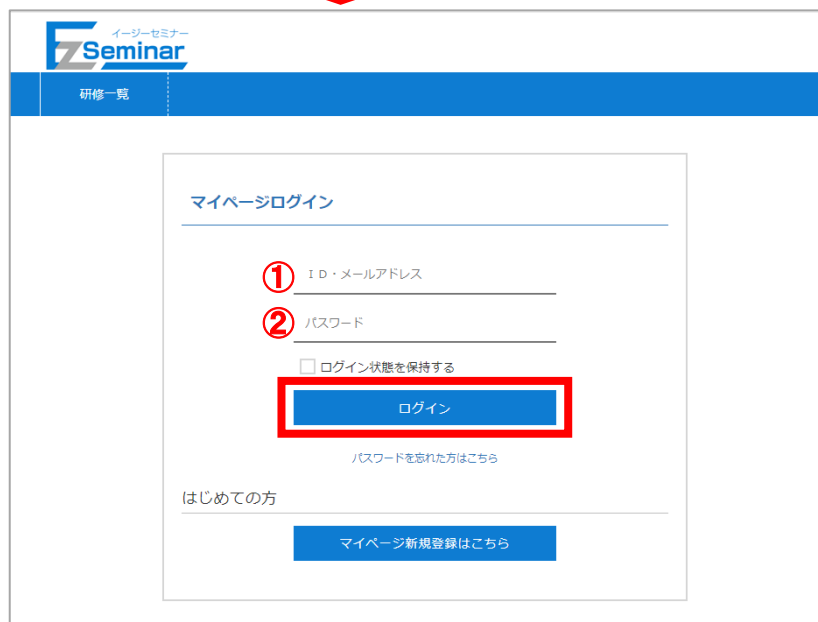 イージーセミナー
EZSeminar
研修一覧
マイページログイン
① ＩＤ・メールアドレス
② パスワード
ログイン状態を保持する
ログイン
パスワードを忘れた方はこちら
はじめての方
マイページ新規登録はこちら